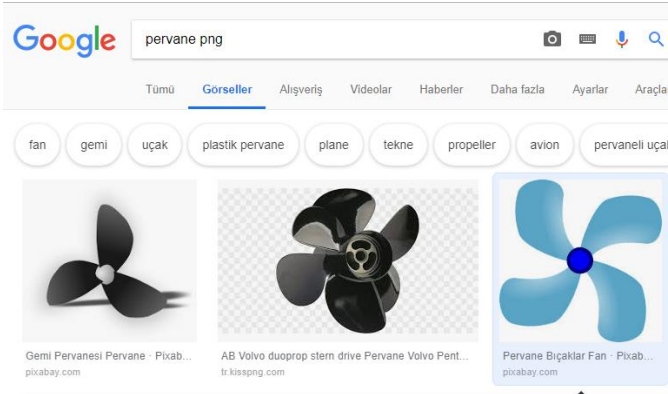 Google pervane png
Tümü Görseller Alışveriş Videolar Haberler Daha fazla Ayarlar
fan gemi uçak plastik pervane plane tekne propeller avion pervaneli
Gemi Pervanesi Pervane · Pixab... AB Volvo duoprop stern drive Pervane Volvo Pent... Pervane Bıçaklar Fan · Pixab...
pixabay.com tr.kisspng.com pixabay.com